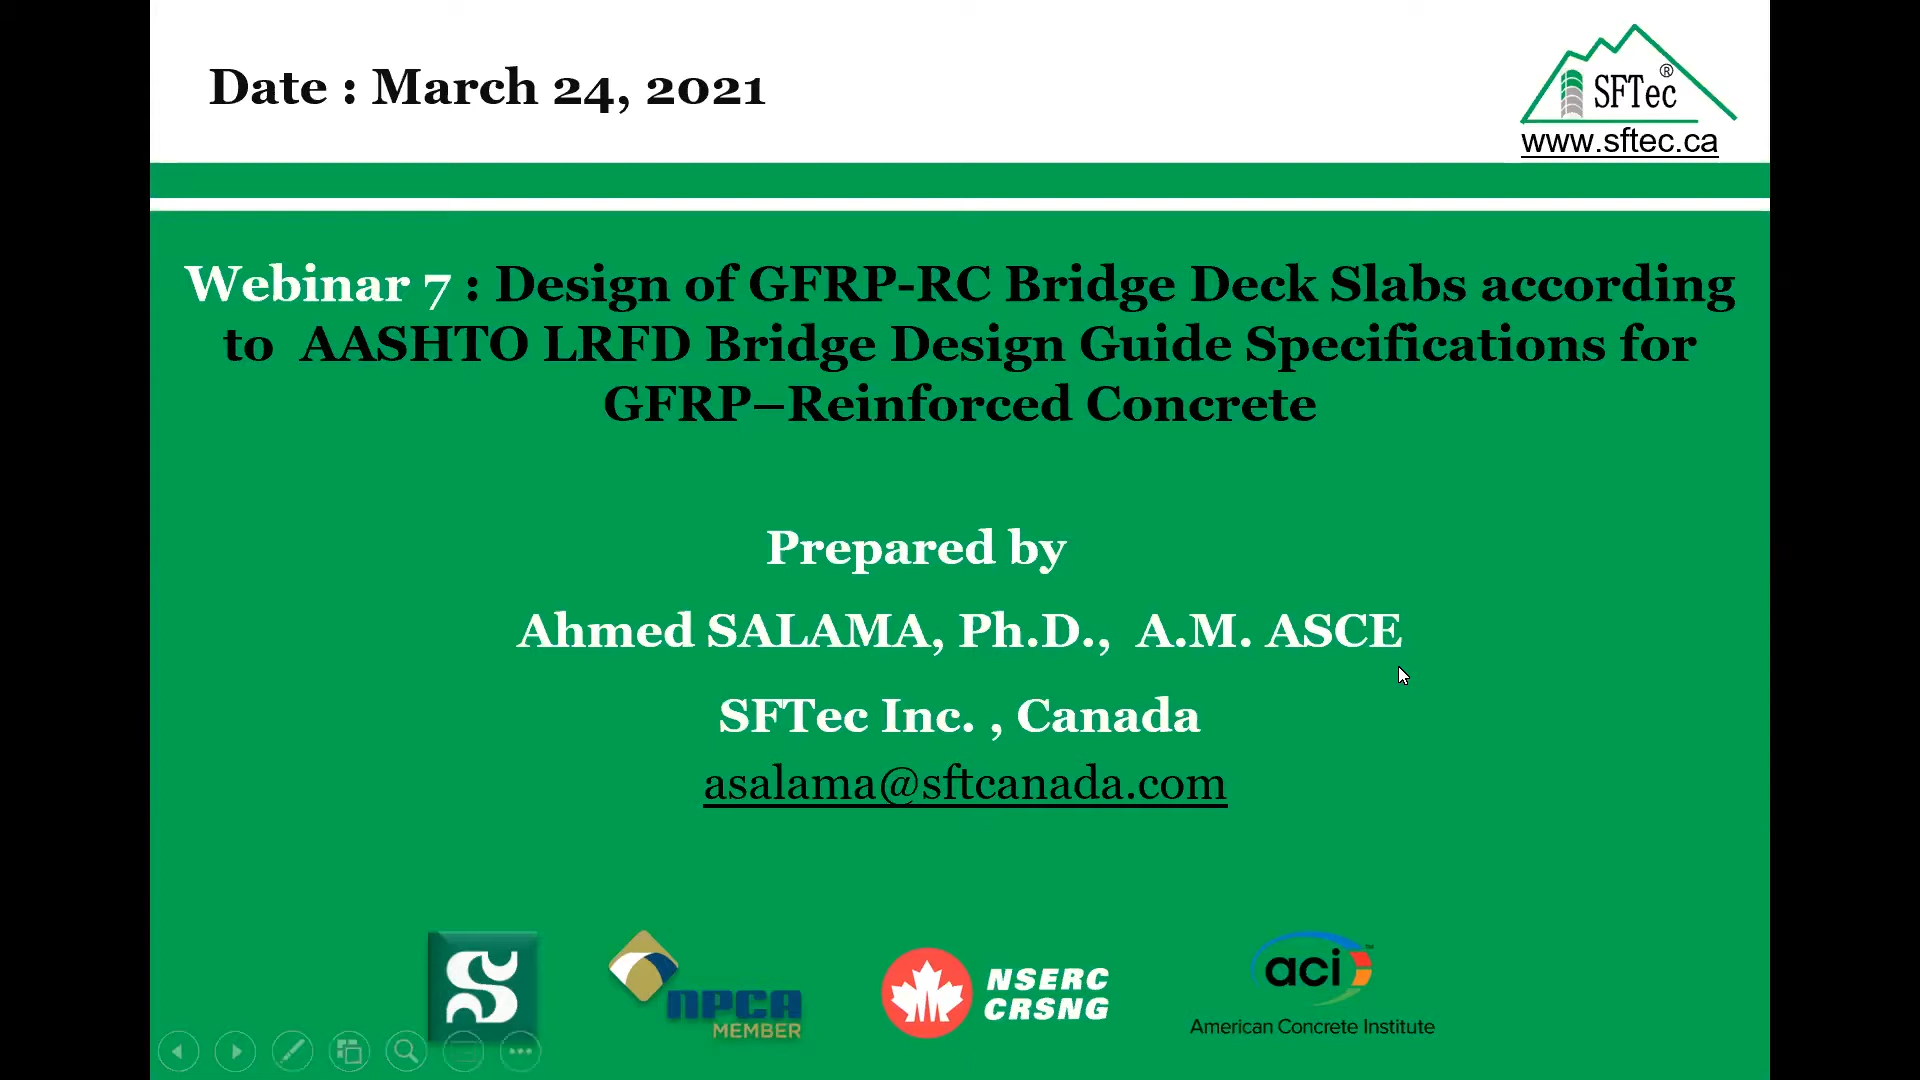 Date : March 24, 2021
SFTec ®
www.sftec.ca
Webinar 7 : Design of GFRP-RC Bridge Deck Slabs according
to AASHTO LRFD Bridge Design Guide Specifications for
GFRP–Reinforced Concrete
Prepared by
Ahmed SALAMA, Ph.D., A.M. ASCE
SFTec Inc. , Canada
asalama@sftcanada.com
S
NPCA
MEMBER
NSERC
CRSNG
aci™
American Concrete Institute